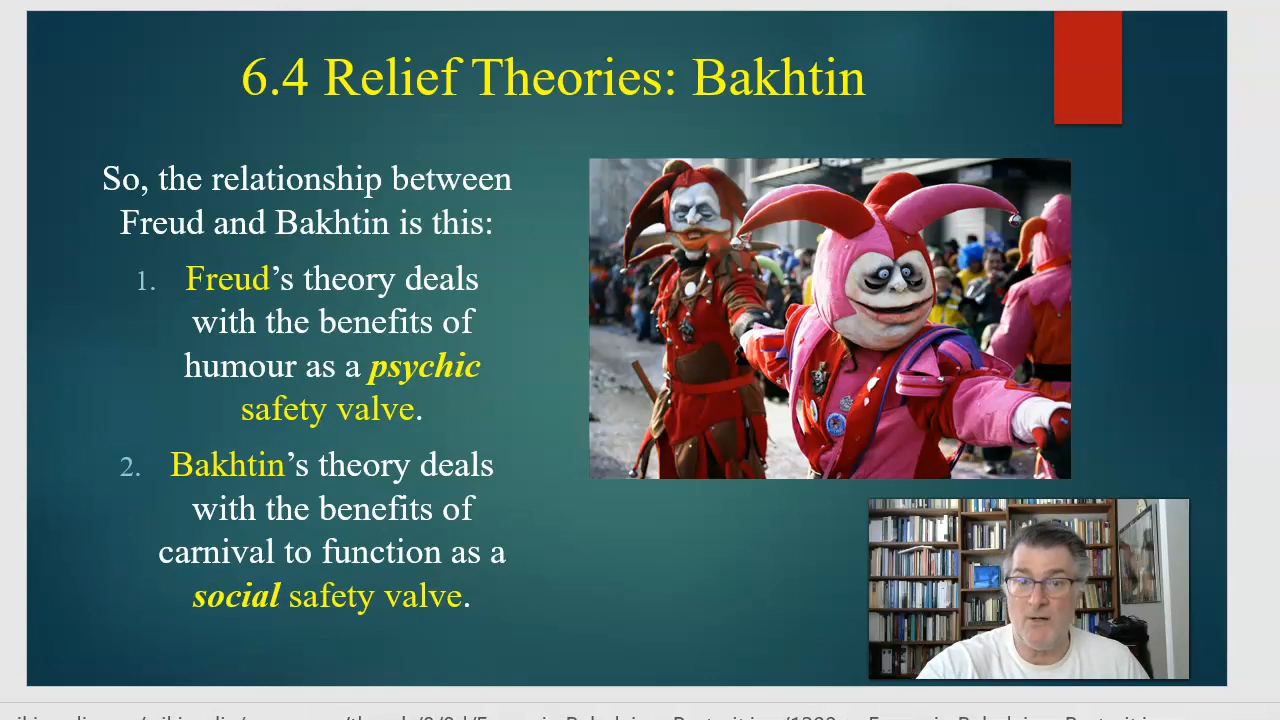 6.4 Relief Theories: Bakhtin
So, the relationship between
Freud and Bakhtin is this:
1. Freud’s theory deals
with the benefits of
humour as a psychic
safety valve.
2. Bakhtin’s theory deals
with the benefits of
carnival to function as a
social safety valve.